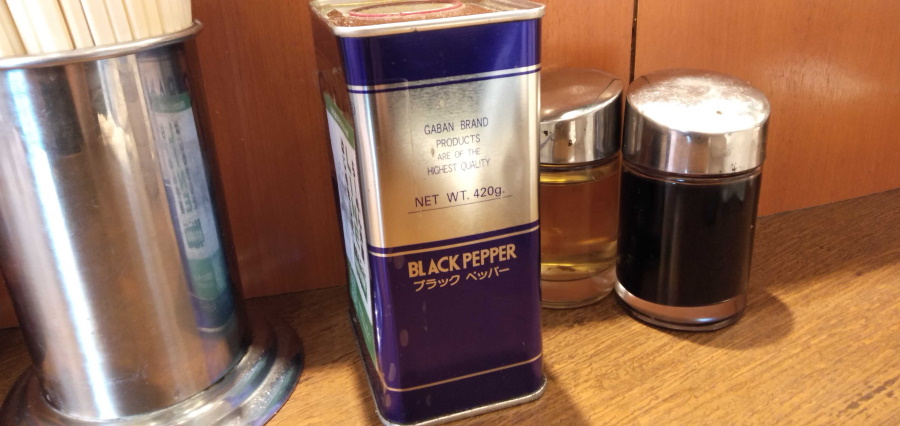 GABAN BRAND
PRODUCTS
ARE OF THE
HIGHEST QUALITY
NET WT. 420g.
BLACK PEPPER
ブラック ペッパー